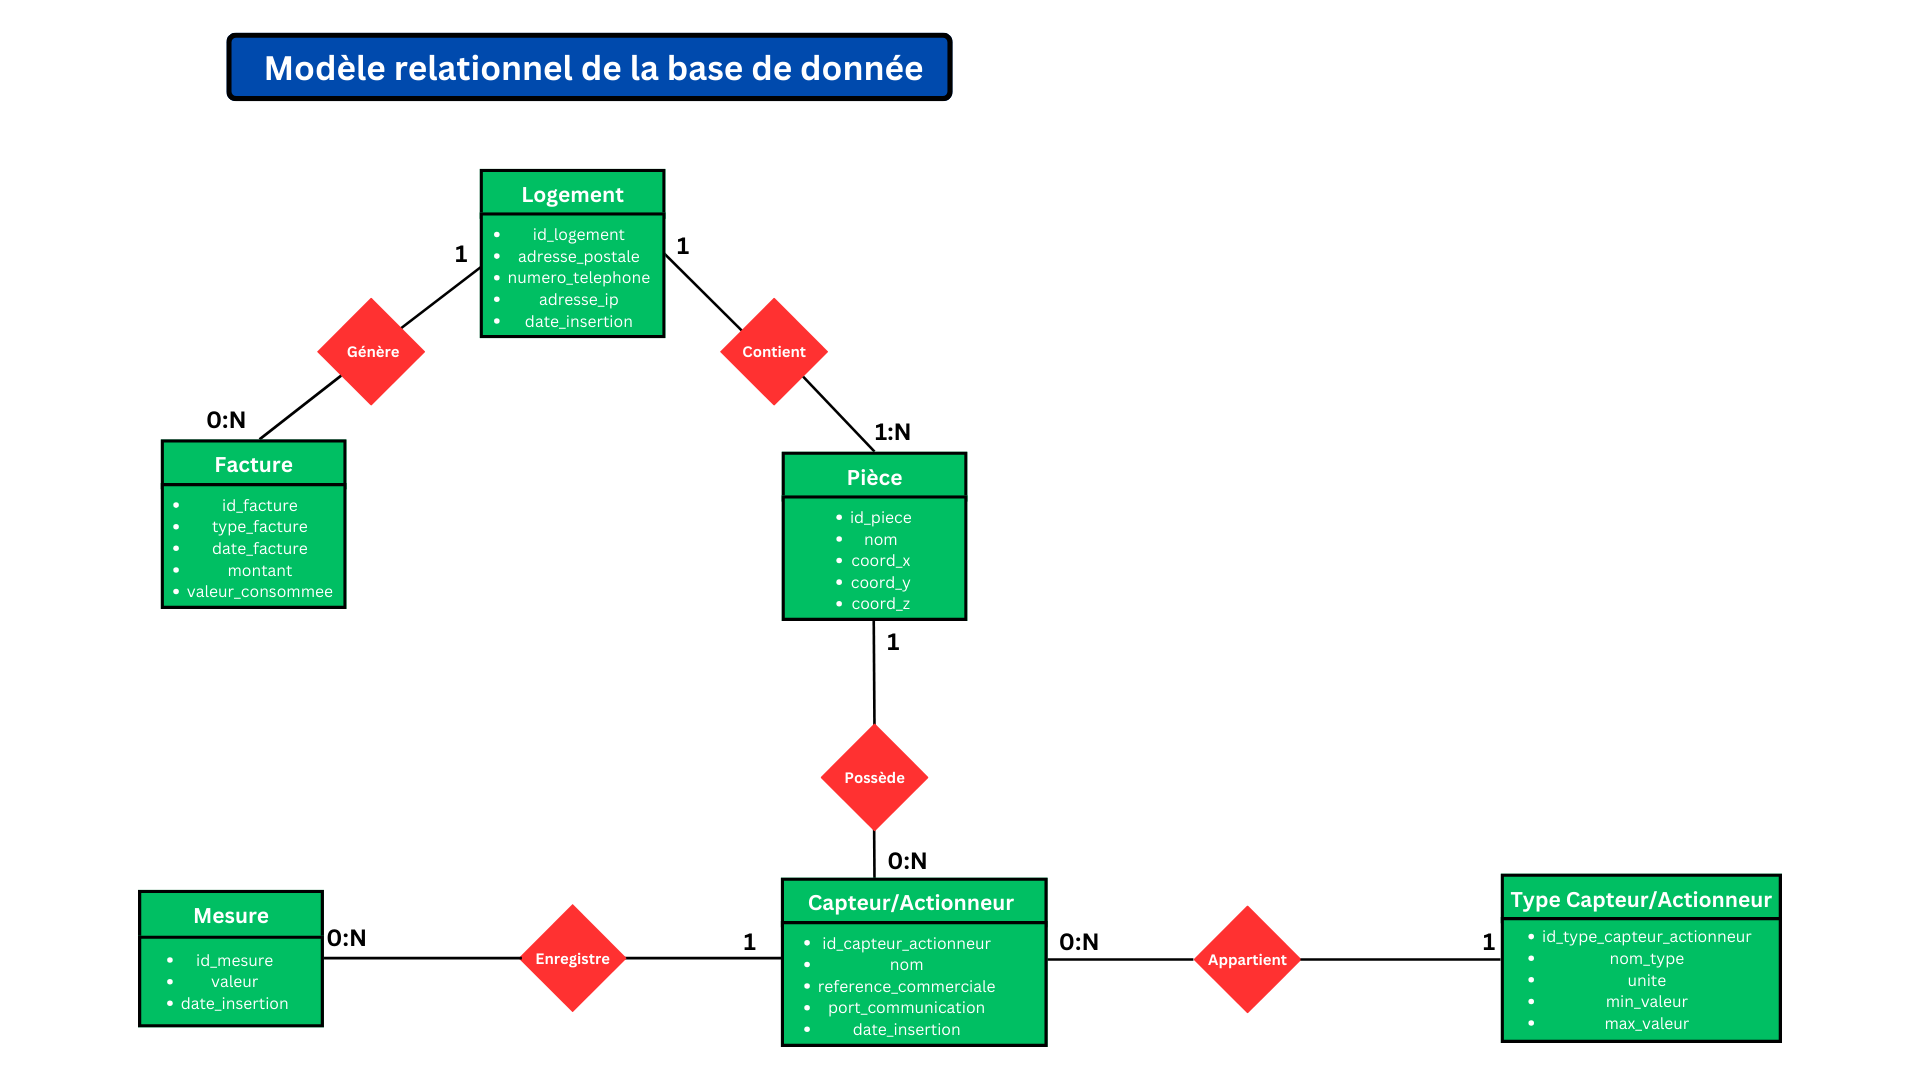 Modèle relationnel de la base de donnée
Logement
id_logement
adresse_postale
numero_telephone
adresse_ip
date_insertion
1
1
Génère
Contient
0:N
1:N
Facture
id_facture
type_facture
date_facture
montant
valeur_consommee
Pièce
id_piece
nom
coord_x
coord_y
coord_z
1
Possède
0:N
Mesure
id_mesure
valeur
date_insertion
0:N
Enregistre
1
Capteur/Actionneur
id_capteur_actionneur
nom
reference_commerciale
port_communication
date_insertion
0:N
Appartient
1
Type Capteur/Actionneur
id_type_capteur_actionneur
nom_type
unite
min_valeur
max_valeur